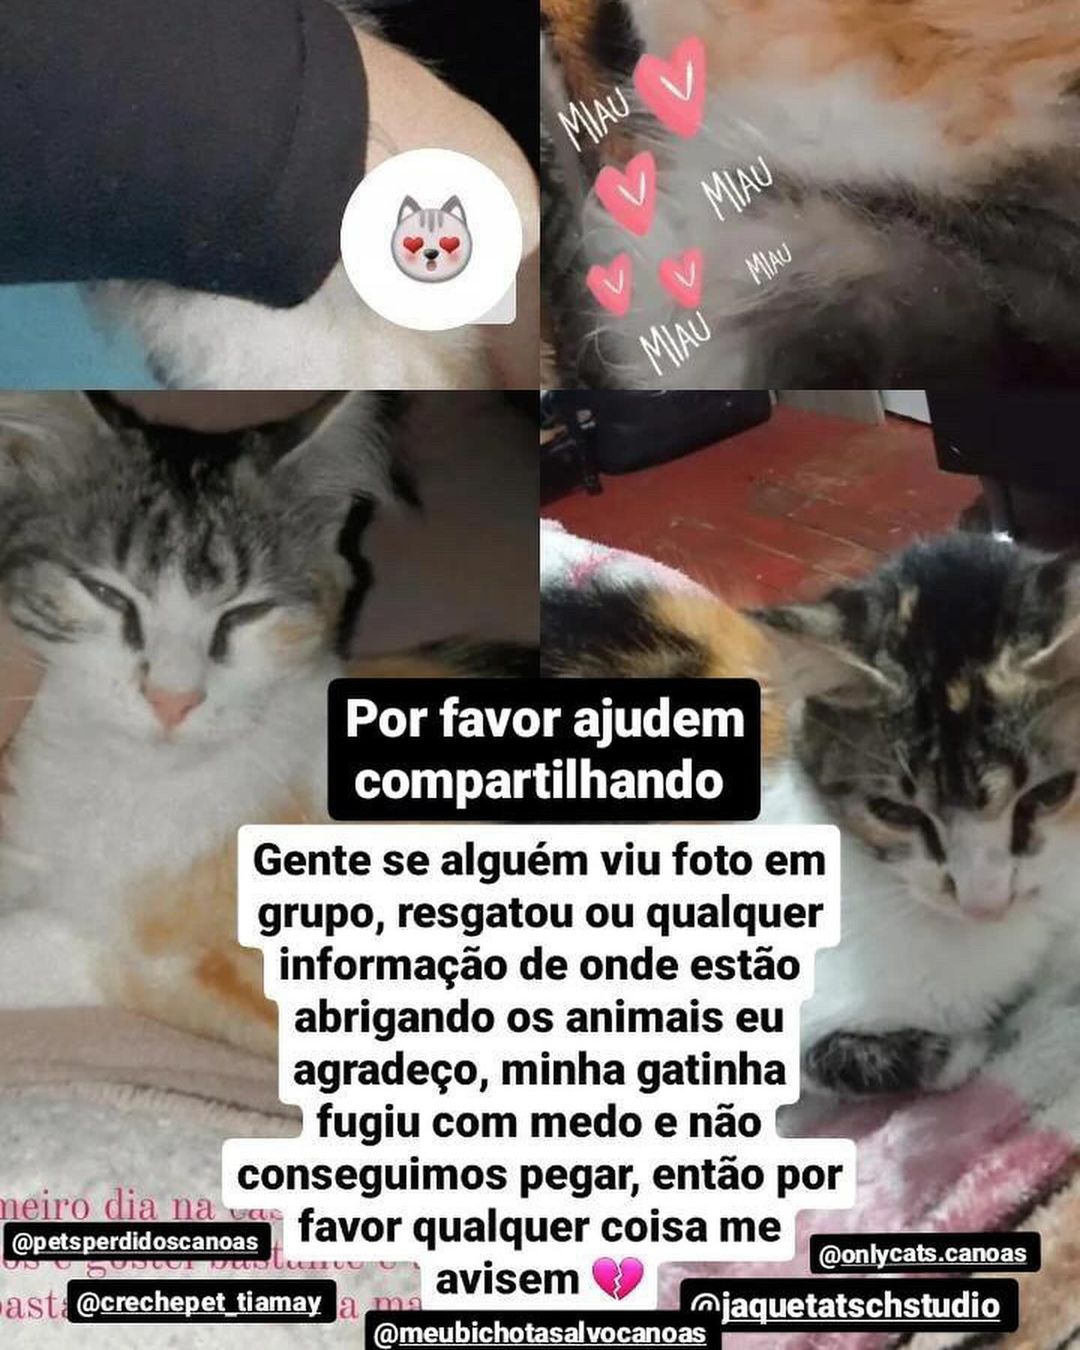 MIAU
MIAU
MIAU
MIAU
Por favor ajudem
compartilhando
Gente se alguém viu foto em
grupo, resgatou ou qualquer
informação de onde estão
abrigando os animais eu
agradeço, minha gatinha
fugiu com medo e não
conseguimos pegar, então por
favor qualquer coisa me
avisem 💔
meiro dia na
@petsperdidoscanoas
@onlycats.canoas
@crechepet_tiamay
@jaquetatschstudio
@meubichotasalvocanoas